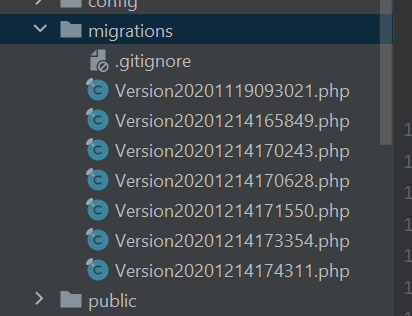 config
migrations
.gitignore
Version20201119093021.php
Version20201214165849.php
Version20201214170243.php
Version20201214170628.php
Version20201214171550.php
Version20201214173354.php
Version20201214174311.php
public